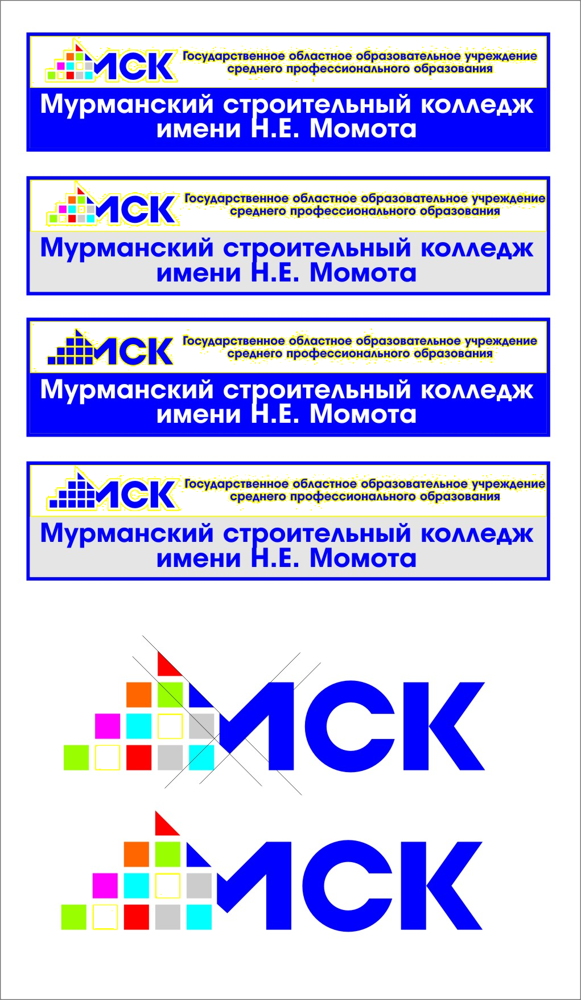 МСК
Государственное областное образовательное учреждение
среднего профессионального образования
Мурманский строительный колледж
имени Н.Е. Момота
МСК
Государственное областное образовательное учреждение
среднего профессионального образования
Мурманский строительный колледж
имени Н.Е. Момота
МСК
Государственное областное образовательное учреждение
среднего профессионального образования
Мурманский строительный колледж
имени Н.Е. Момота
МСК
Государственное областное образовательное учреждение
среднего профессионального образования
Мурманский строительный колледж
имени Н.Е. Момота
МСК
МСК